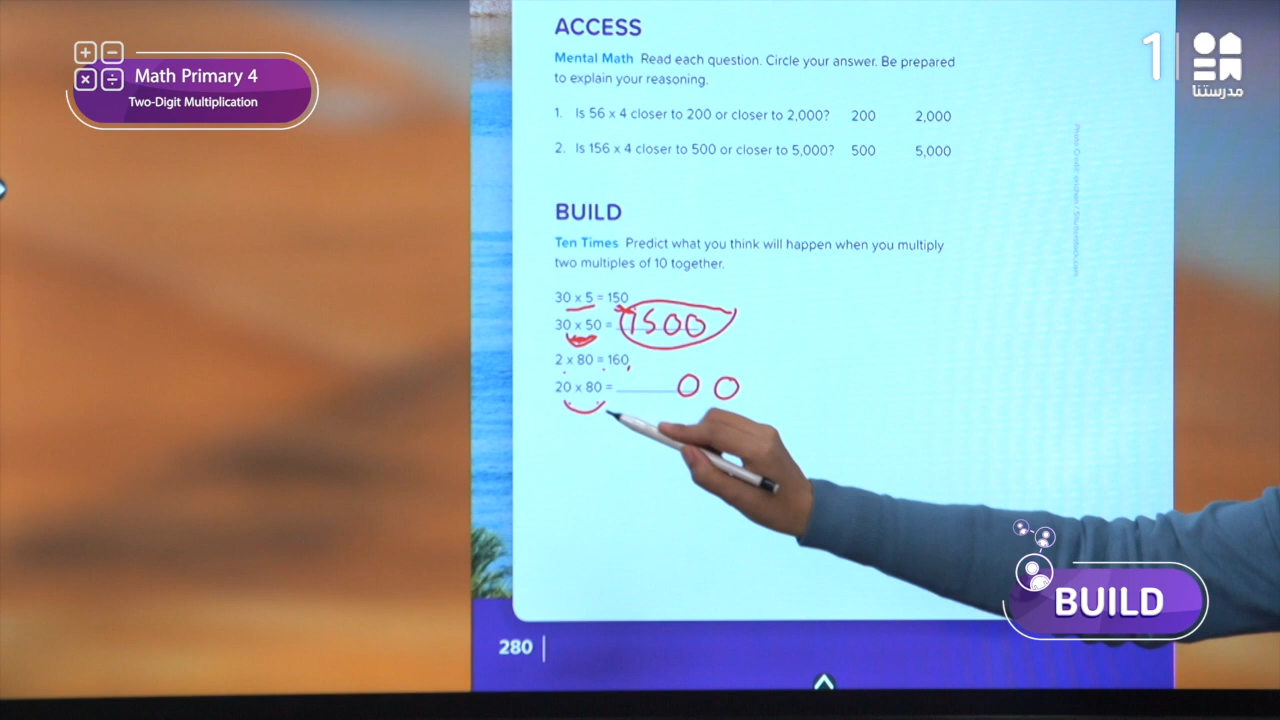 Math Primary 4
Two-Digit Multiplication
1
مدرستنا
ACCESS
Mental Math Read each question. Circle your answer. Be prepared
to explain your reasoning.
1. Is 56 x 4 closer to 200 or closer to 2,000? 200 2,000
2. Is 156 x 4 closer to 500 or closer to 5,000? 500 5,000
BUILD
Ten Times Predict what you think will happen when you multiply
two multiples of 10 together.
30 x 5 = 150
30 x 50 = 1500
2 x 80 = 160
20 x 80 = ______ 0 0
280
BUILD